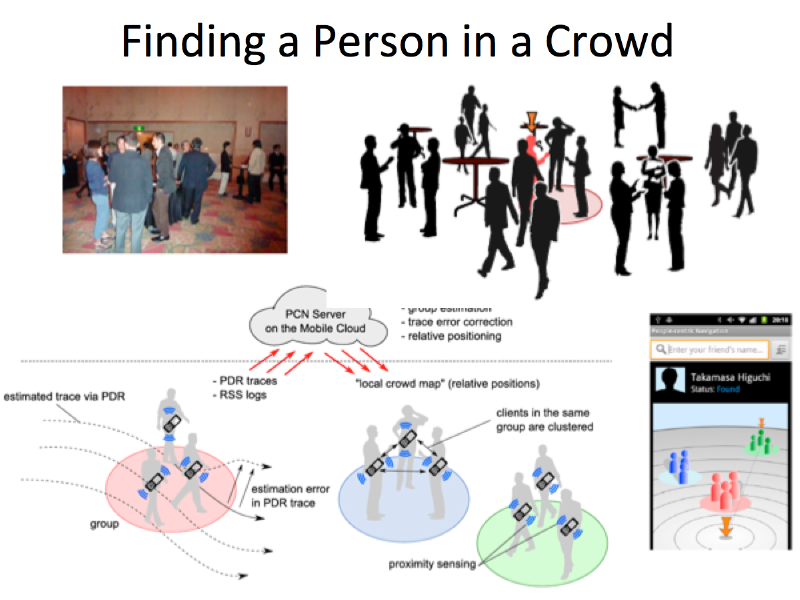 Finding a Person in a Crowd
PCN Server
on the Mobile Cloud
- group estimation
- trace error correction
- relative positioning
- PDR traces
- RSS logs
"local crowd map" (relative positions)
estimated trace via PDR
clients in the same
group are clustered
estimation error
in PDR trace
group
proximity sensing
20:10
People-centric Navigation
Enter your friend's name...
Takamasa Higuchi
Status: Found